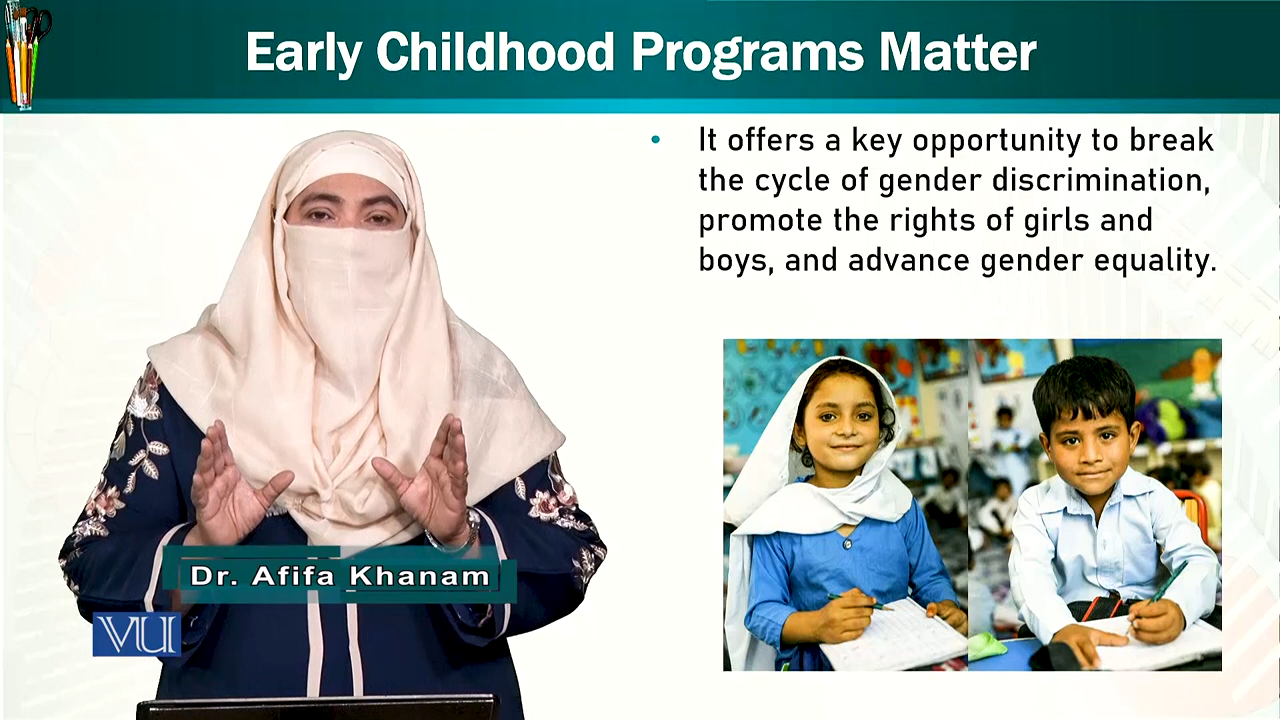 Early Childhood Programs Matter
• It offers a key opportunity to break
the cycle of gender discrimination,
promote the rights of girls and
boys, and advance gender equality.
Dr. Afifa Khanam
VU